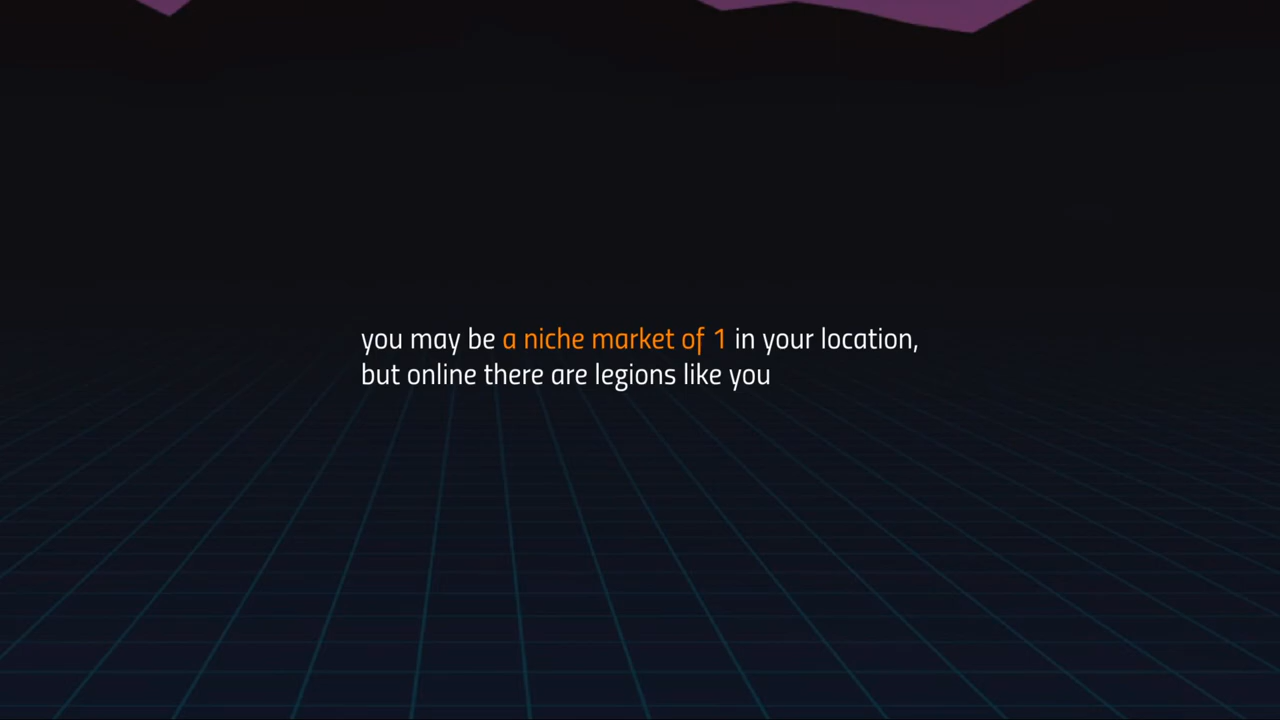 you may be a niche market of 1 in your location,
but online there are legions like you